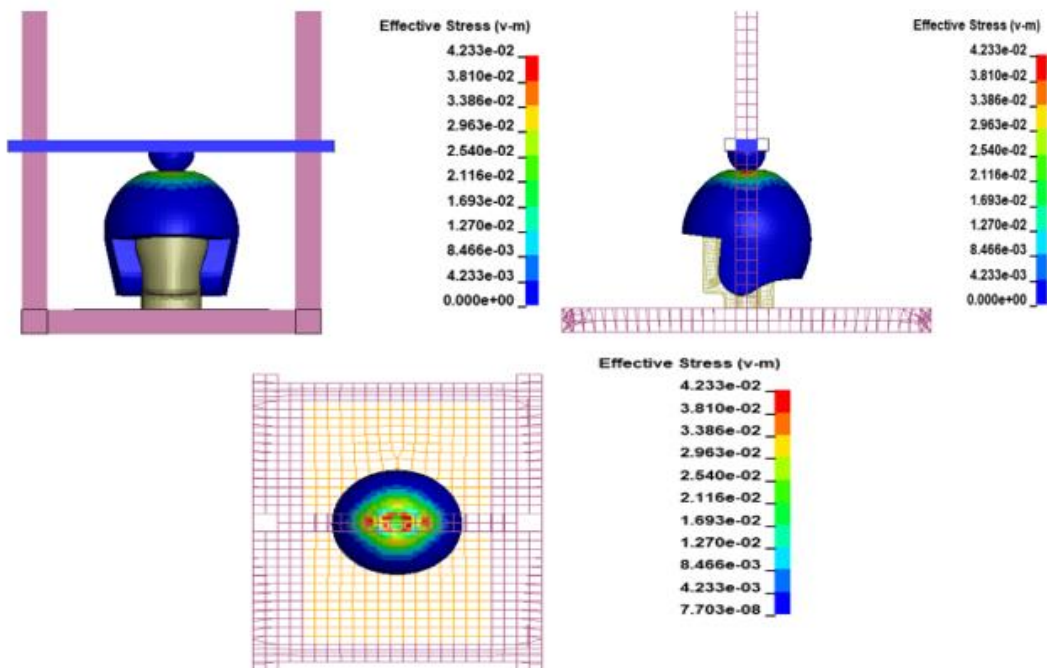 Effective Stress (v-m)
4.233e-02
3.810e-02
3.386e-02
2.963e-02
2.540e-02
2.116e-02
1.693e-02
1.270e-02
8.466e-03
4.233e-03
0.000e+00
Effective Stress (v-m)
4.233e-02
3.810e-02
3.386e-02
2.963e-02
2.540e-02
2.116e-02
1.693e-02
1.270e-02
8.466e-03
4.233e-03
0.000e+00
Effective Stress (v-m)
4.233e-02
3.810e-02
3.386e-02
2.963e-02
2.540e-02
2.116e-02
1.693e-02
1.270e-02
8.466e-03
4.233e-03
7.703e-08